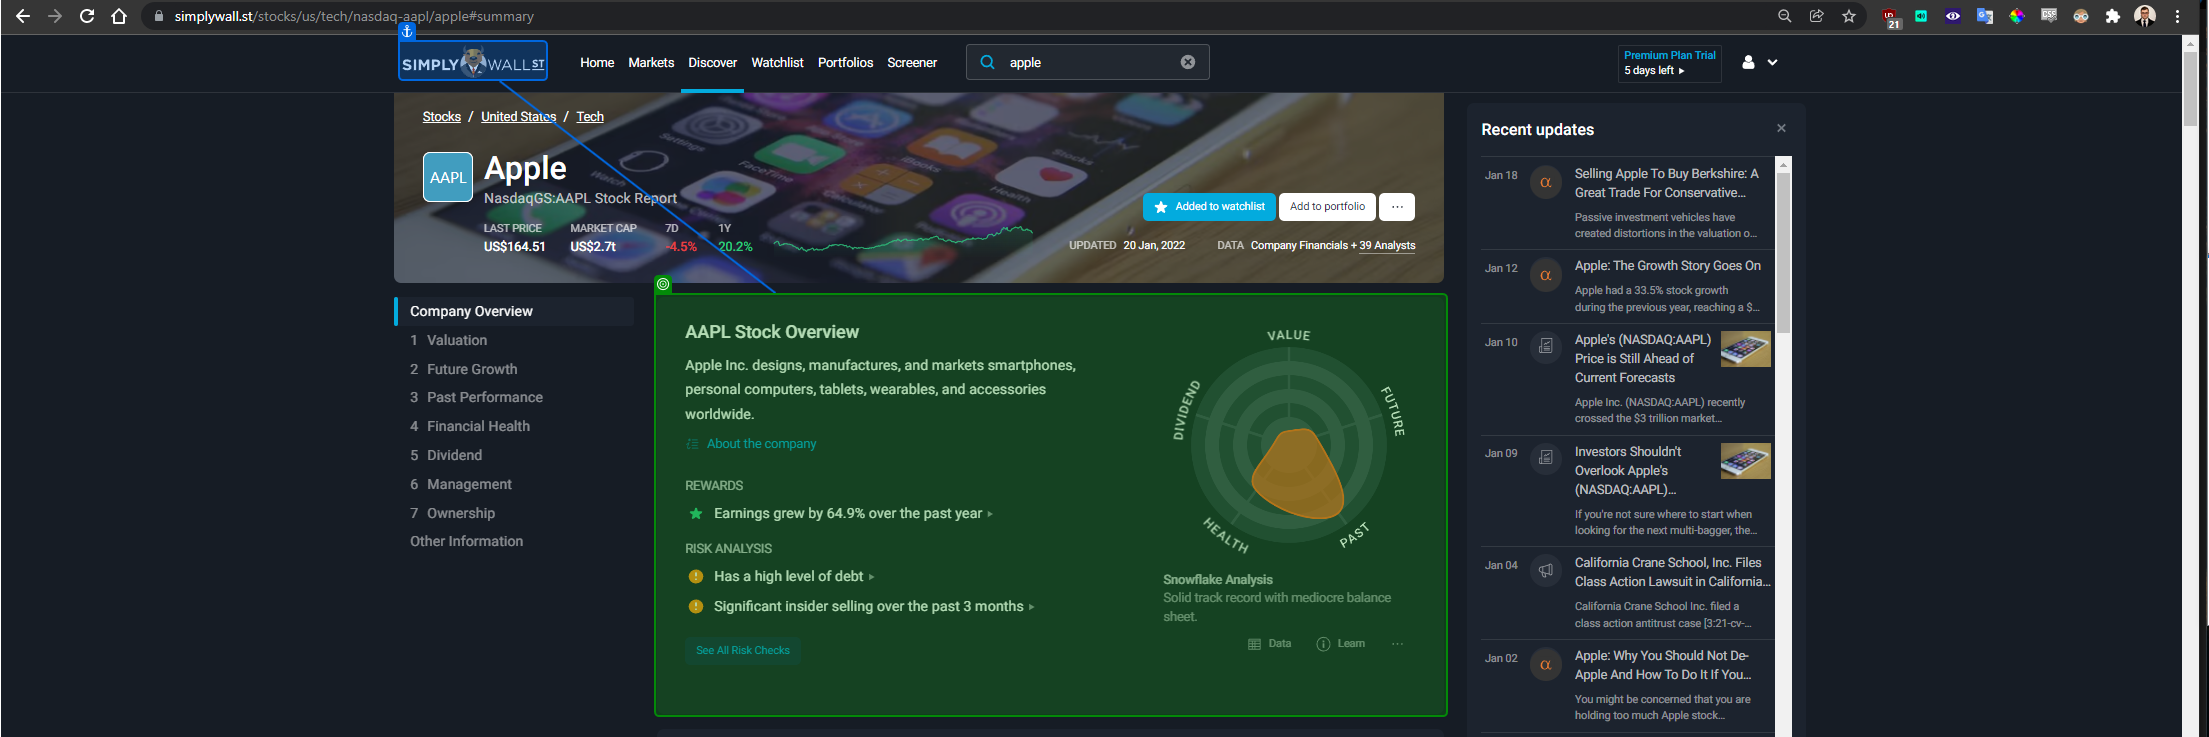 simplywall.st/stocks/us/tech/nasdaq-aapl/apple#summary
21
CSS
SIMPLY WALL ST
Home
Markets
Discover
Watchlist
Portfolios
Screener
apple
Premium Plan Trial
5 days left ▸
Stocks / United States / Tech
AAPL
Apple
NasdaqGS:AAPL Stock Report
LAST PRICE
US$164.51
MARKET CAP
US$2.7t
7D
-4.5%
1Y
20.2%
Added to watchlist
Add to portfolio
...
UPDATED 20 Jan, 2022
DATA Company Financials + 39 Analysts
Settings
FaceTime
Watch
Calculator
iBooks
Health
Stocks
Company Overview
1 Valuation
2 Future Growth
3 Past Performance
4 Financial Health
5 Dividend
6 Management
7 Ownership
Other Information
AAPL Stock Overview
Apple Inc. designs, manufactures, and markets smartphones,
personal computers, tablets, wearables, and accessories
worldwide.
About the company
REWARDS
Earnings grew by 64.9% over the past year ▸
RISK ANALYSIS
Has a high level of debt ▸
Significant insider selling over the past 3 months ▸
See All Risk Checks
VALUE
FUTURE
PAST
HEALTH
DIVIDEND
Snowflake Analysis
Solid track record with mediocre balance
sheet.
Data
Learn
...
Recent updates
Jan 18
α
Selling Apple To Buy Berkshire: A
Great Trade For Conservative...
Passive investment vehicles have
created distortions in the valuation o...
Jan 12
α
Apple: The Growth Story Goes On
Apple had a 33.5% stock growth
during the previous year, reaching a $...
Jan 10
Apple's (NASDAQ:AAPL)
Price is Still Ahead of
Current Forecasts
Apple Inc. (NASDAQ:AAPL) recently
crossed the $3 trillion market...
Jan 09
Investors Shouldn't
Overlook Apple's
(NASDAQ:AAPL)...
If you're not sure where to start when
looking for the next multi-bagger, the...
Jan 04
California Crane School, Inc. Files
Class Action Lawsuit in California...
California Crane School Inc. filed a
class action antitrust case [3:21-cv-...
Jan 02
α
Apple: Why You Should Not De-
Apple And How To Do It If You...
You might be concerned that you are
holding too much Apple stock...